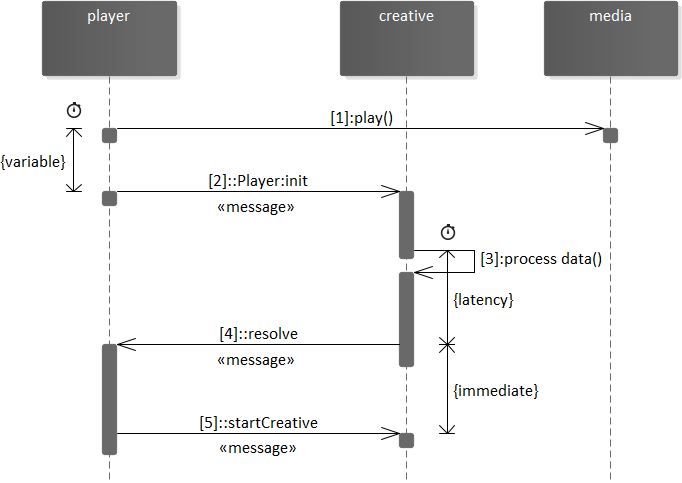 player
creative
media
[1]:play()
{variable}
[2]::Player:init
«message»
[3]:process data()
{latency}
[4]::resolve
«message»
{immediate}
[5]::startCreative
«message»